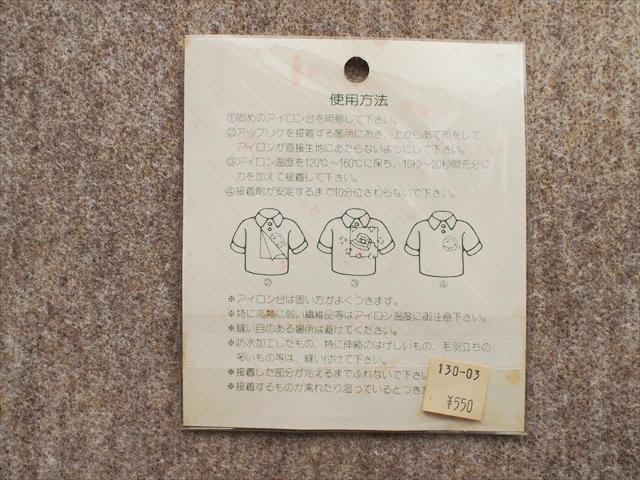 使用方法
①固めのアイロン台を用意して下さい。
②アップリケを接着する箇所におき、上からあて布をして、
アイロンが直接生地にあたらないようにして下さい。
③アイロン温度を120℃〜160℃に保ち、10秒〜20秒間充分に
力を加えて接着して下さい。
④接着剤が安定するまで10分位さわらないで下さい。
② ③ ④
※アイロン台は固い方がよくつきます。
※特に高熱に弱い繊維品等はアイロン温度に御注意下さい。
※縫い目のある場所は避けてください。
※防水加工したもの、特に伸縮のはげしいもの、毛羽立ちの
多いもの等は、縫い付けて下さい。
※接着した部分が冷えるまでふれないで下さい
※接着するものが濡れたり湿っているとつきま
130-03
¥550